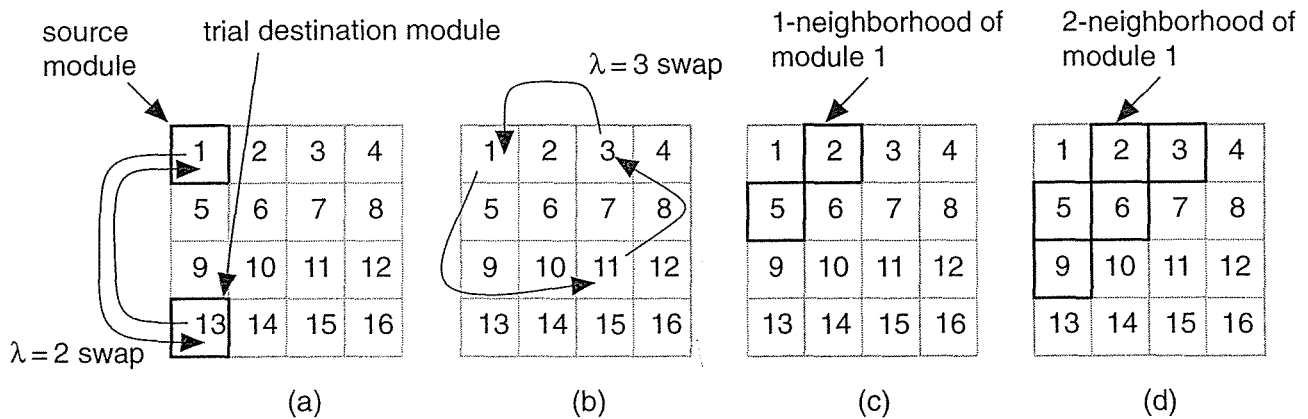 source
module
trial destination module
λ = 3 swap
1-neighborhood of
module 1
2-neighborhood of
module 1
1 2 3 4
5 6 7 8
9 10 11 12
13 14 15 16
λ = 2 swap
(a)
1 2 3 4
5 6 7 8
9 10 11 12
13 14 15 16
(b)
1 2 3 4
5 6 7 8
9 10 11 12
13 14 15 16
(c)
1 2 3 4
5 6 7 8
9 10 11 12
13 14 15 16
(d)